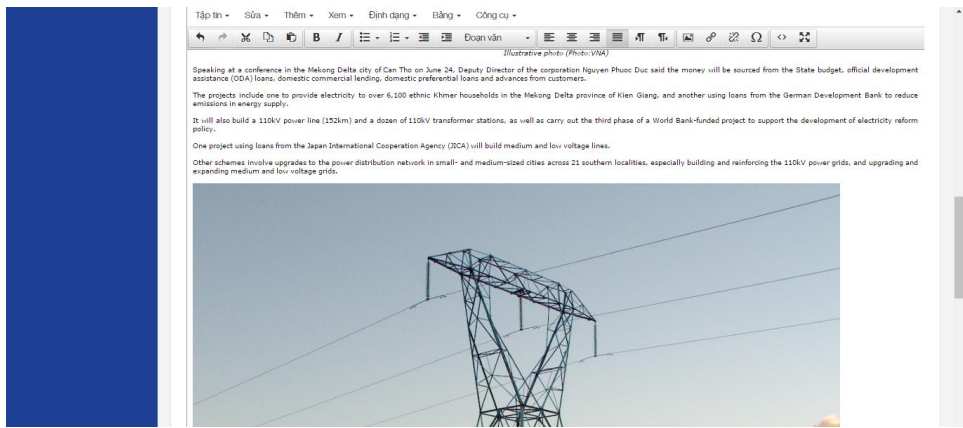 Tập tin Sửa Thêm Xem Định dạng Bảng Công cụ
B I Đoạn văn
Illustrative photo (Photo:VNA)
Speaking at a conference in the Mekong Delta city of Can Tho on June 24, Deputy Director of the corporation Nguyen Phuoc Duc said the money will be sourced from the State budget, official development
assistance (ODA) loans, domestic commercial lending, domestic preferential loans and advances from customers.
The projects include one to provide electricity to over 6,100 ethnic Khmer households in the Mekong Delta province of Kien Giang, and another using loans from the German Development Bank to reduce
emissions in energy supply.
It will also build a 110kV power line (152km) and a dozen of 110kV transformer stations, as well as carry out the third phase of a World Bank-funded project to support the development of electricity reform
policy.
One project using loans from the Japan International Cooperation Agency (JICA) will build medium and low voltage lines.
Other schemes involve upgrades to the power distribution network in small- and medium-sized cities across 21 southern localities, especially building and reinforcing the 110kV power grids, and upgrading and
expanding medium and low voltage grids.